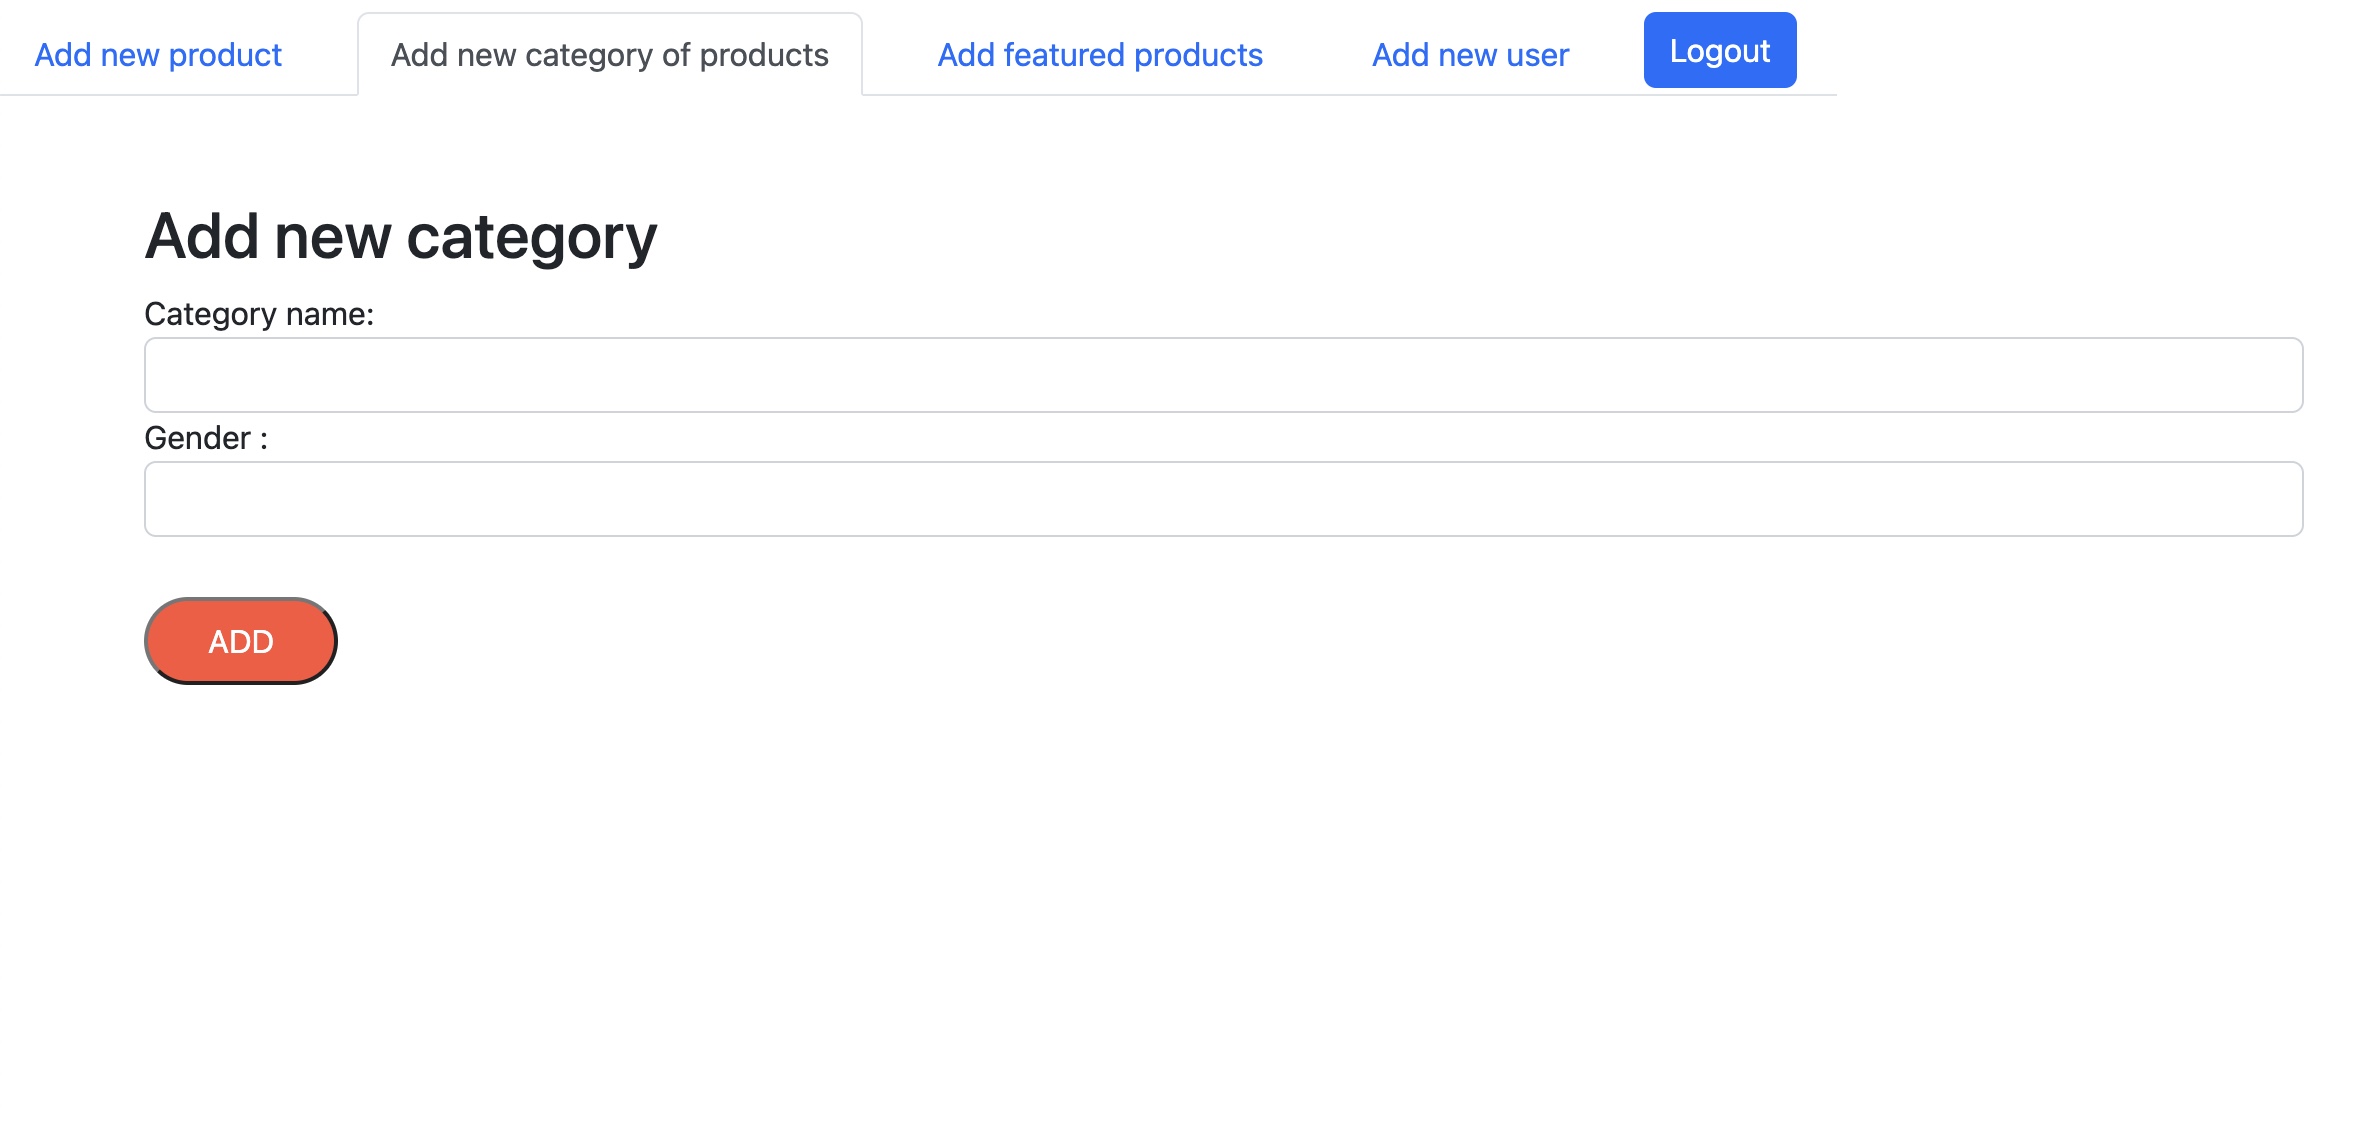 Add new product Add new category of products Add featured products Add new user Logout
Add new category
Category name:
Gender :
ADD